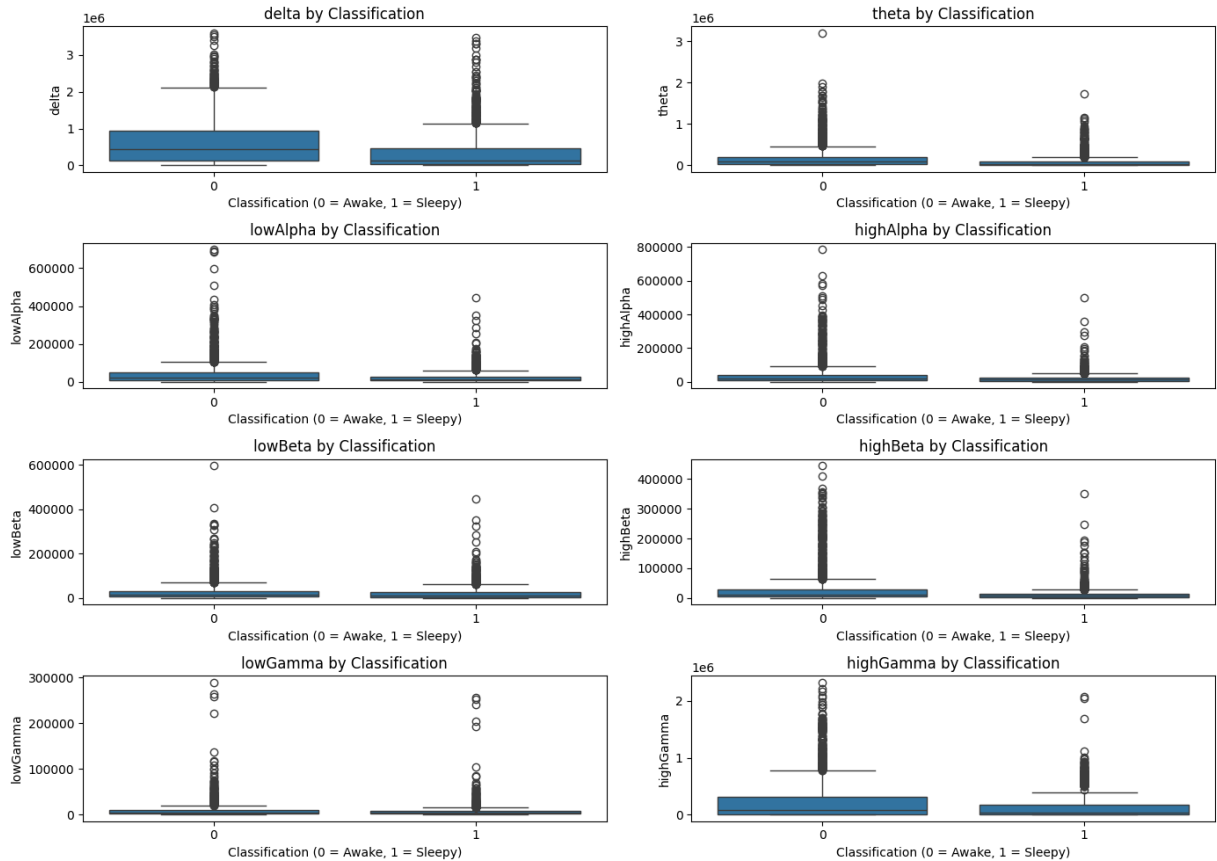 delta by Classification
1e6
3
2
1
0
delta
0
1
Classification (0 = Awake, 1 = Sleepy)
theta by Classification
1e6
3
2
1
0
theta
0
1
Classification (0 = Awake, 1 = Sleepy)
lowAlpha by Classification
600000
400000
200000
0
lowAlpha
0
1
Classification (0 = Awake, 1 = Sleepy)
highAlpha by Classification
800000
600000
400000
200000
0
highAlpha
0
1
Classification (0 = Awake, 1 = Sleepy)
lowBeta by Classification
600000
400000
200000
0
lowBeta
0
1
Classification (0 = Awake, 1 = Sleepy)
highBeta by Classification
400000
300000
200000
100000
0
highBeta
0
1
Classification (0 = Awake, 1 = Sleepy)
lowGamma by Classification
300000
200000
100000
0
lowGamma
0
1
Classification (0 = Awake, 1 = Sleepy)
highGamma by Classification
1e6
2
1
0
highGamma
0
1
Classification (0 = Awake, 1 = Sleepy)